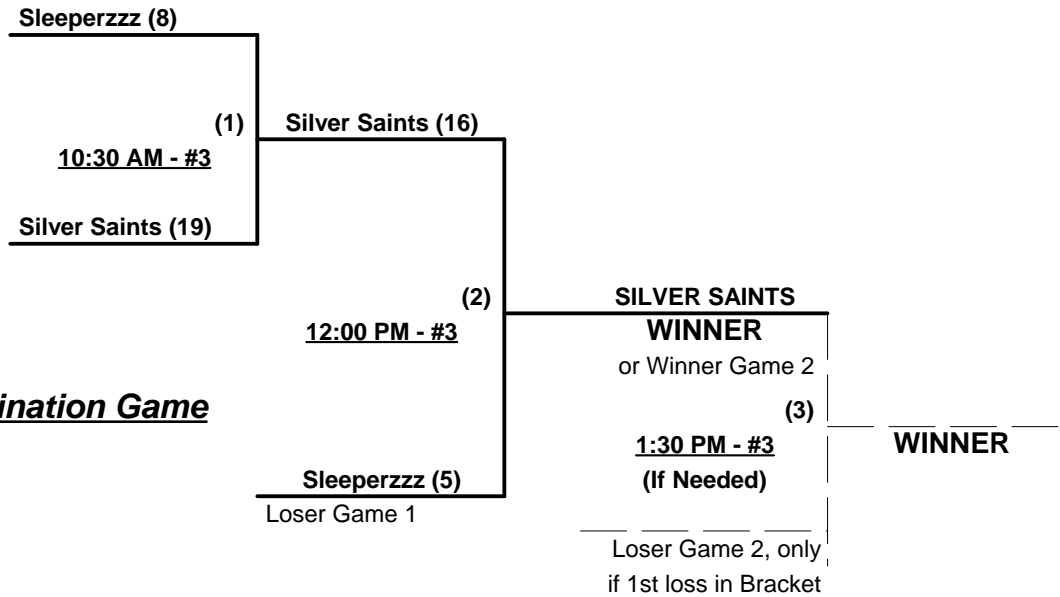 Sleeperzzz (8)
(1)
Silver Saints (16)
10:30 AM - #3
Silver Saints (19)
(2)
SILVER SAINTS
12:00 PM - #3
WINNER
or Winner Game 2
ination Game
(3)
1:30 PM - #3
WINNER
Sleeperzzz (5)
(If Needed)
Loser Game 1
Loser Game 2, only
if 1st loss in Bracket